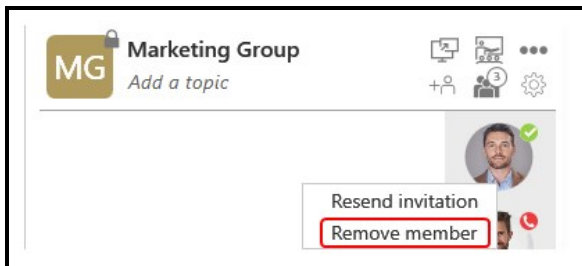 MG
Marketing Group
Add a topic
3
Resend invitation
Remove member